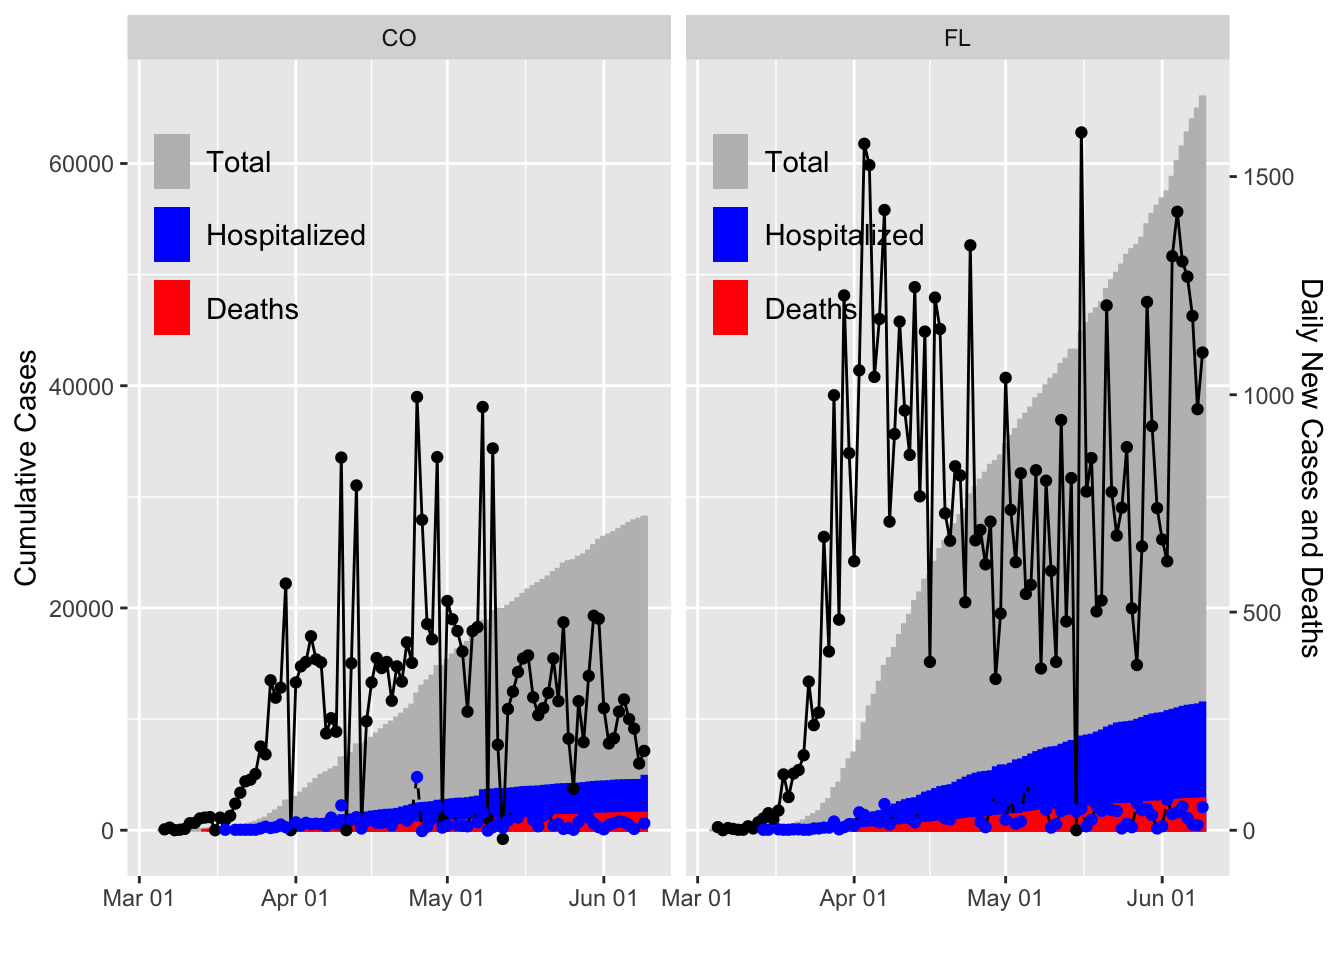 CO
FL
Total
Hospitalized
Deaths
Total
Hospitalized
Deaths
Cumulative Cases
60000
40000
20000
0
1500
1000
500
0
Daily New Cases and Deaths
Mar 01
Apr 01
May 01
Jun 01
Mar 01
Apr 01
May 01
Jun 01